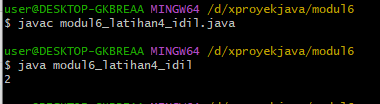 user@DESKTOP-GKBREAA MINGW64 /d/xproyekjava/modul6
$ javac modul6_latihan4_idil.java
user@DESKTOP-GKBREAA MINGW64 /d/xproyekjava/modul6
$ java modul6_latihan4_idil
2